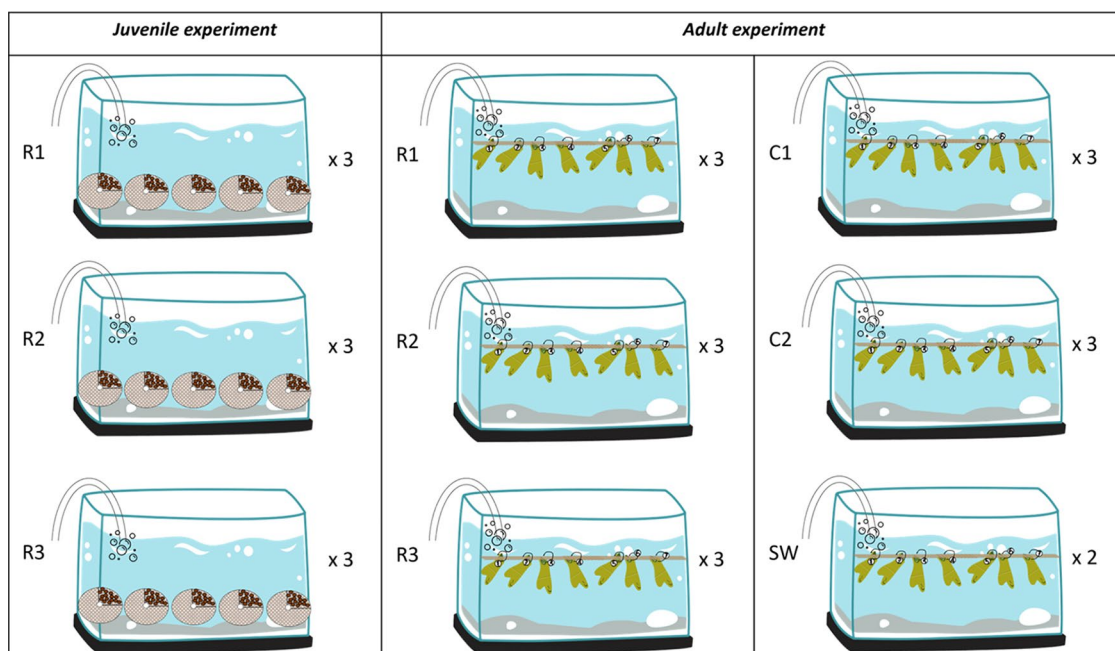 Juvenile experiment
Adult experiment
R1
x 3
R1
x 3
C1
x 3
R2
x 3
R2
x 3
C2
x 3
R3
x 3
R3
x 3
SW
x 2